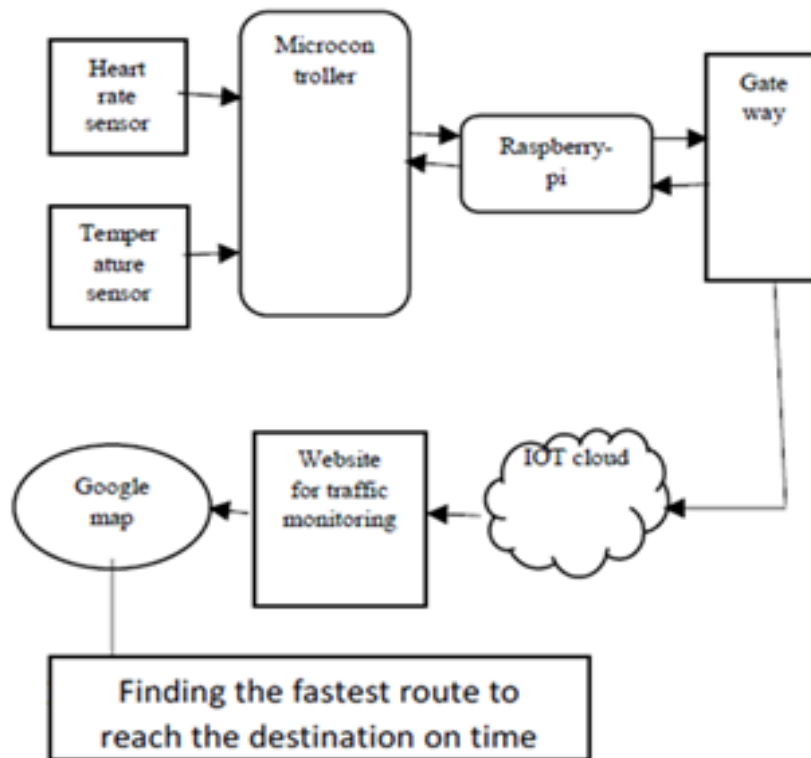 Heart
rate
sensor
Microcon
troller
Gate
way
Raspberry-
pi
Temper
ature
sensor
Google
map
Website
for traffic
monitoring
IOT cloud
Finding the fastest route to
reach the destination on time